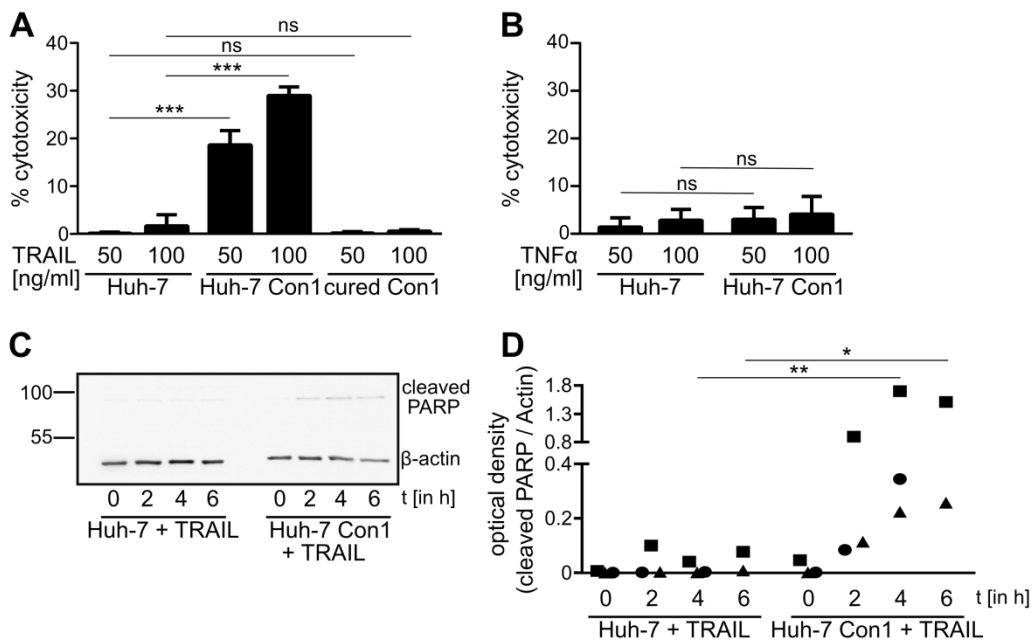 A
% cytotoxicity
40
30
20
10
0
ns
ns
***
***
TRAIL
[ng/ml]
50 100 50 100 50 100
Huh-7 Huh-7 Con1 cured Con1
B
% cytotoxicity
40
30
20
10
0
ns
ns
TNFα
[ng/ml]
50 100 50 100
Huh-7 Huh-7 Con1
C
100
55
cleaved
PARP
β-actin
0 2 4 6 0 2 4 6 t [in h]
Huh-7 + TRAIL Huh-7 Con1
+ TRAIL
D
optical density
(cleaved PARP / Actin)
1.8
1.3
0.8
0.4
0.2
0
*
**
0 2 4 6 0 2 4 6 t [in h]
Huh-7 + TRAIL Huh-7 Con1 + TRAIL